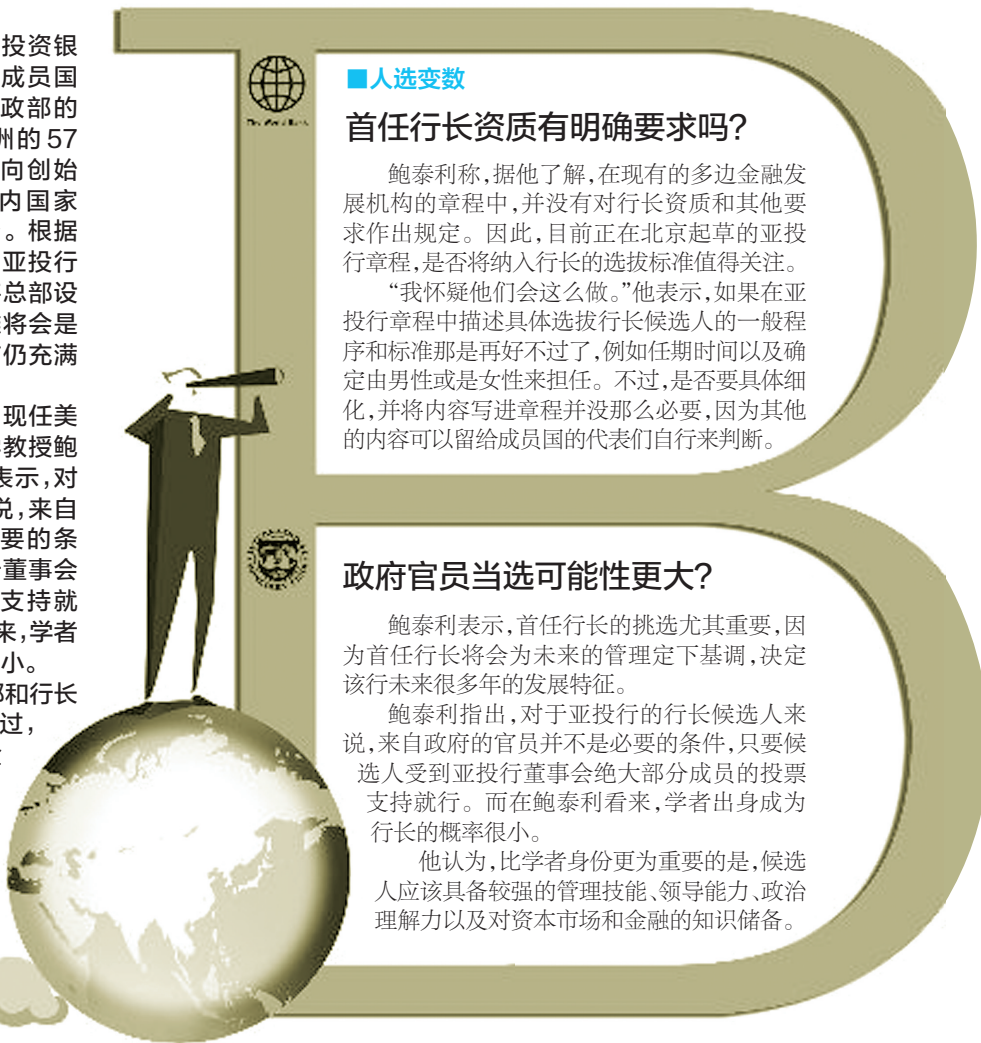 投资银
成员国
政部的
洲的 57
向创始
内国家
。根据
亚投行
总部设
将会是
仍充满
现任美
教授鲍
表示,对
说,来自
要的条
董事会
支持就
来,学者
小。
部和行长
过,
The World Bank
■人选变数
首任行长资质有明确要求吗?
鲍泰利称,据他了解,在现有的多边金融发
展机构的章程中,并没有对行长资质和其他要
求作出规定。因此,目前正在北京起草的亚投
行章程,是否将纳入行长的选拔标准值得关注。
“我怀疑他们会这么做。”他表示,如果在亚
投行章程中描述具体选拔行长候选人的一般程
序和标准那是再好不过了,例如任期时间以及确
定由男性或是女性来担任。不过,是否要具体细
化,并将内容写进章程并没那么必要,因为其他
的内容可以留给成员国的代表们自行来判断。
政府官员当选可能性更大?
鲍泰利表示,首任行长的挑选尤其重要,因
为首任行长将会为未来的管理定下基调,决定
该行未来很多年的发展特征。
鲍泰利指出,对于亚投行的行长候选人来
说,来自政府的官员并不是必要的条件,只要候
选人受到亚投行董事会绝大部分成员的投票
支持就行。而在鲍泰利看来,学者出身成为
行长的概率很小。
他认为,比学者身份更为重要的是,候选
人应该具备较强的管理技能、领导能力、政治
理解力以及对资本市场和金融的知识储备。